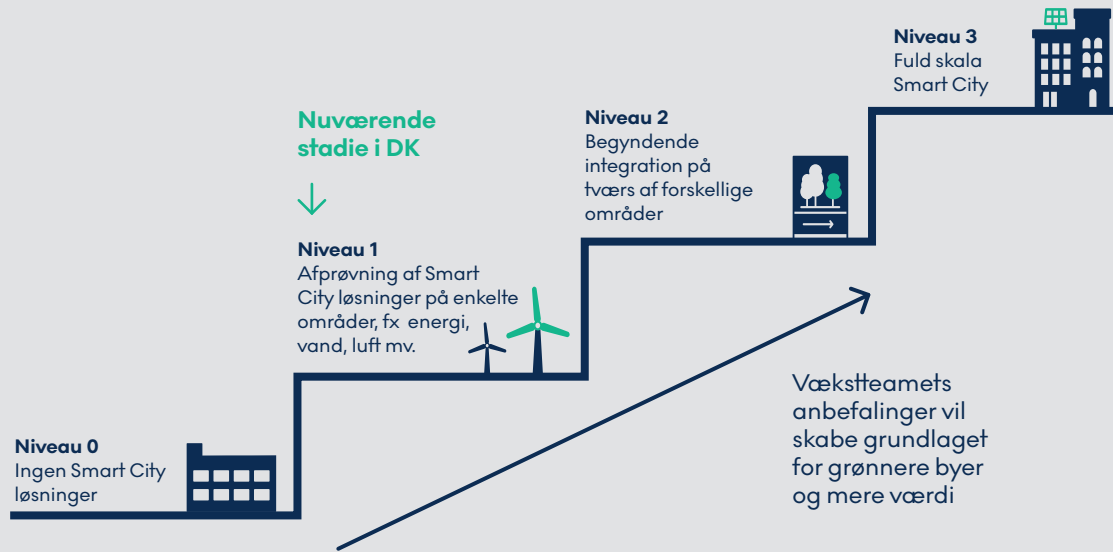 Niveau 3
Fuld skala
Smart City
Nuværende
stadie i DK
Niveau 2
Begyndende
integration på
tværs af forskellige
områder
Niveau 1
Afprøvning af Smart
City løsninger på enkelte
områder, fx energi,
vand, luft mv.
Vækstteamets
anbefalinger vil
skabe grundlaget
for grønnere byer
og mere værdi
Niveau 0
Ingen Smart City
løsninger